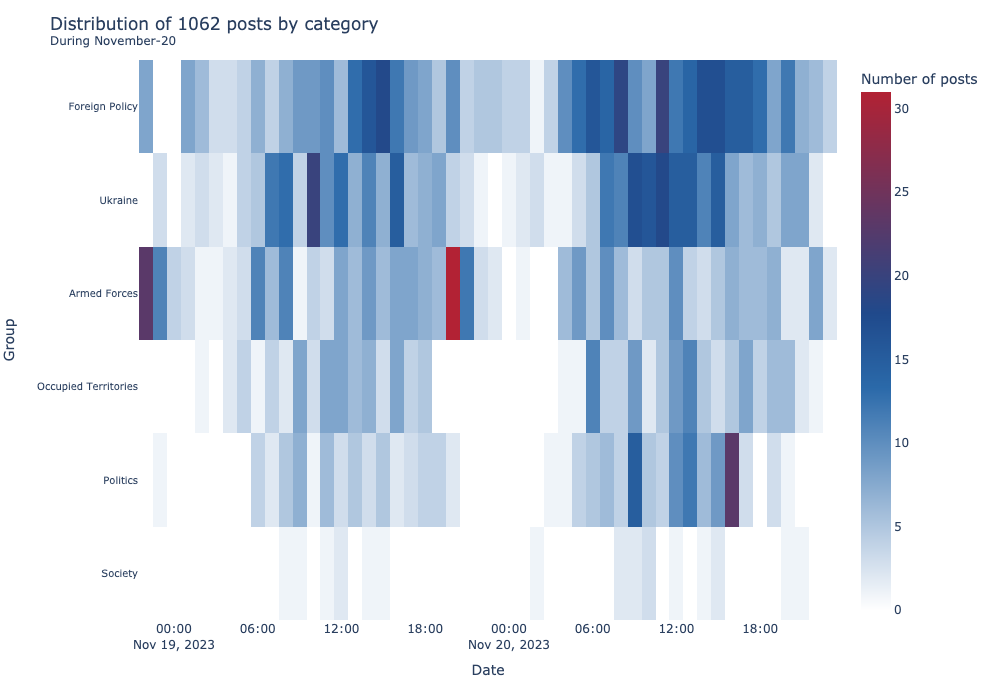 Distribution of 1062 posts by category
During November-20
Number of posts
Foreign Policy
Ukraine
Armed Forces
Occupied Territories
Politics
Society
Group
30
25
20
15
10
5
0
00:00 06:00 12:00 18:00 00:00 06:00 12:00 18:00
Nov 19, 2023 Nov 20, 2023
Date